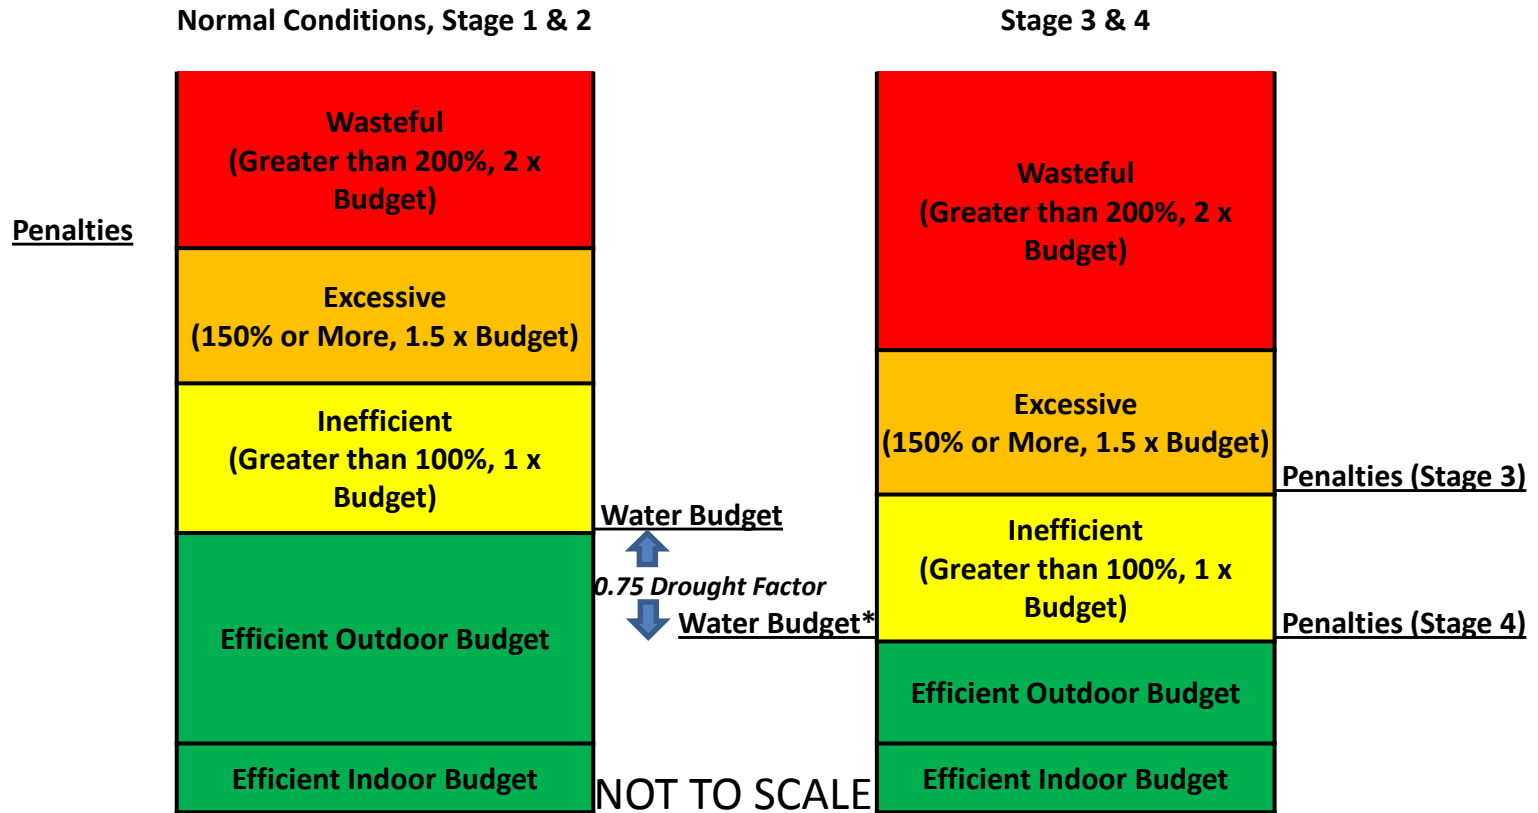 Normal Conditions, Stage 1 & 2
Stage 3 & 4
Penalties
Wasteful
(Greater than 200%, 2 x
Budget)
Excessive
(150% or More, 1.5 x Budget)
Inefficient
(Greater than 100%, 1 x
Budget)
Efficient Outdoor Budget
Efficient Indoor Budget
Water Budget
0.75 Drought Factor
Water Budget*
NOT TO SCALE
Wasteful
(Greater than 200%, 2 x
Budget)
Excessive
(150% or More, 1.5 x Budget)
Inefficient
(Greater than 100%, 1 x
Budget)
Efficient Outdoor Budget
Efficient Indoor Budget
Penalties (Stage 3)
Penalties (Stage 4)